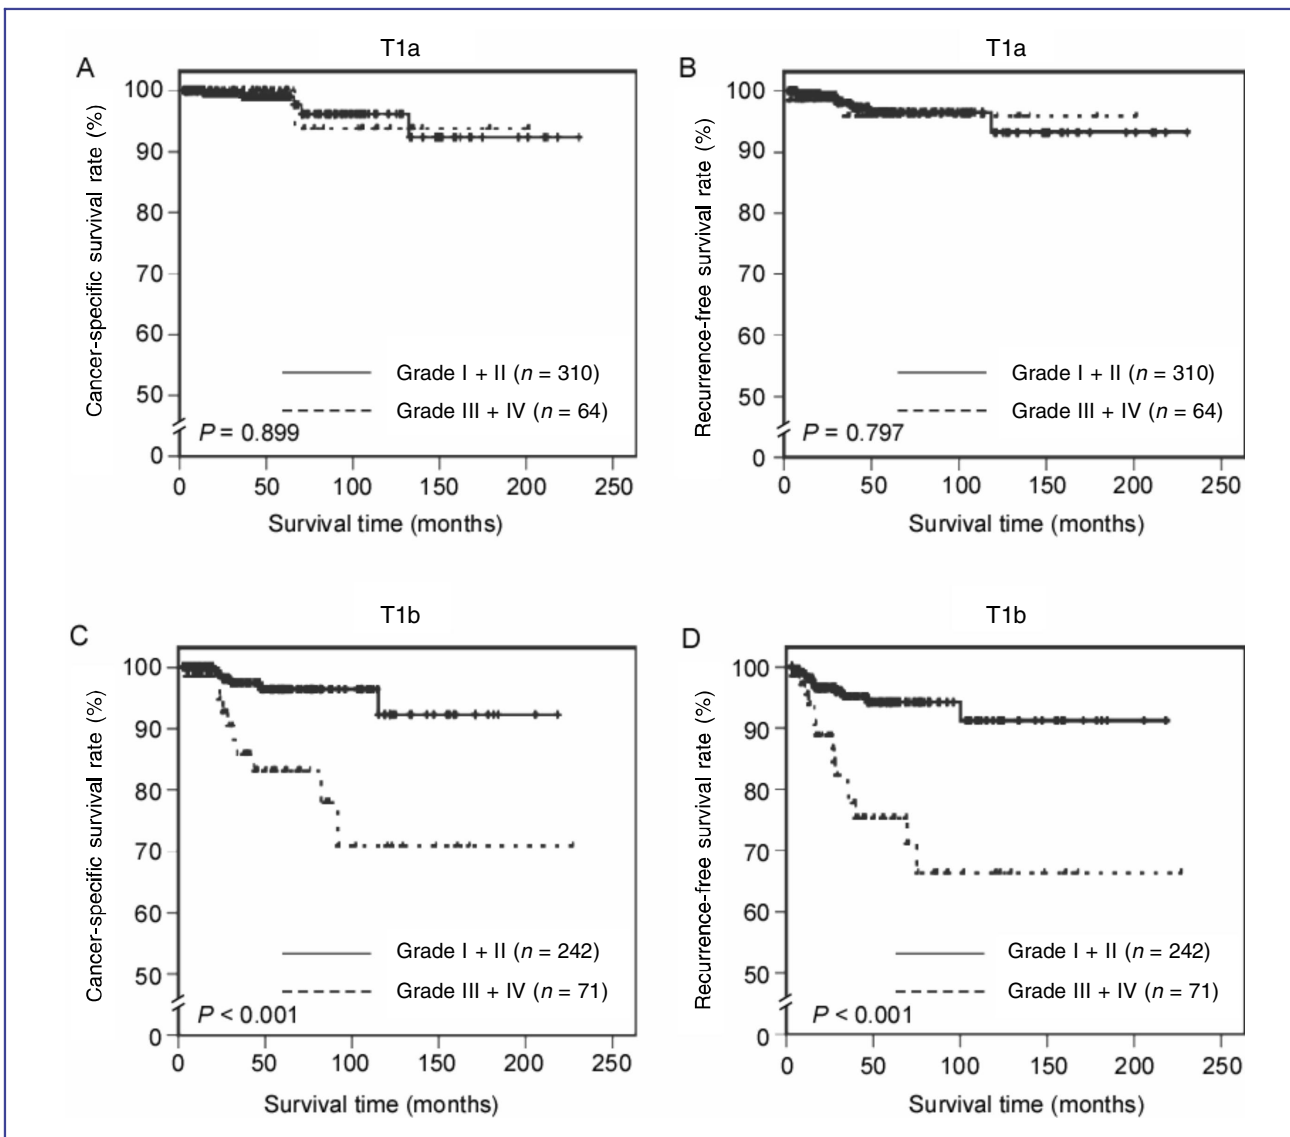 A
T1a
Cancer-specific survival rate (%)
100
90
80
70
60
50
0
Grade I + II (n = 310)
Grade III + IV (n = 64)
P = 0.899
0 50 100 150 200 250
Survival time (months)
B
T1a
Recurrence-free survival rate (%)
100
90
80
70
60
50
0
Grade I + II (n = 310)
Grade III + IV (n = 64)
P = 0.797
0 50 100 150 200 250
Survival time (months)
C
T1b
Cancer-specific survival rate (%)
100
90
80
70
60
50
0
Grade I + II (n = 242)
Grade III + IV (n = 71)
P < 0.001
0 50 100 150 200 250
Survival time (months)
D
T1b
Recurrence-free survival rate (%)
100
90
80
70
60
50
0
Grade I + II (n = 242)
Grade III + IV (n = 71)
P < 0.001
0 50 100 150 200 250
Survival time (months)